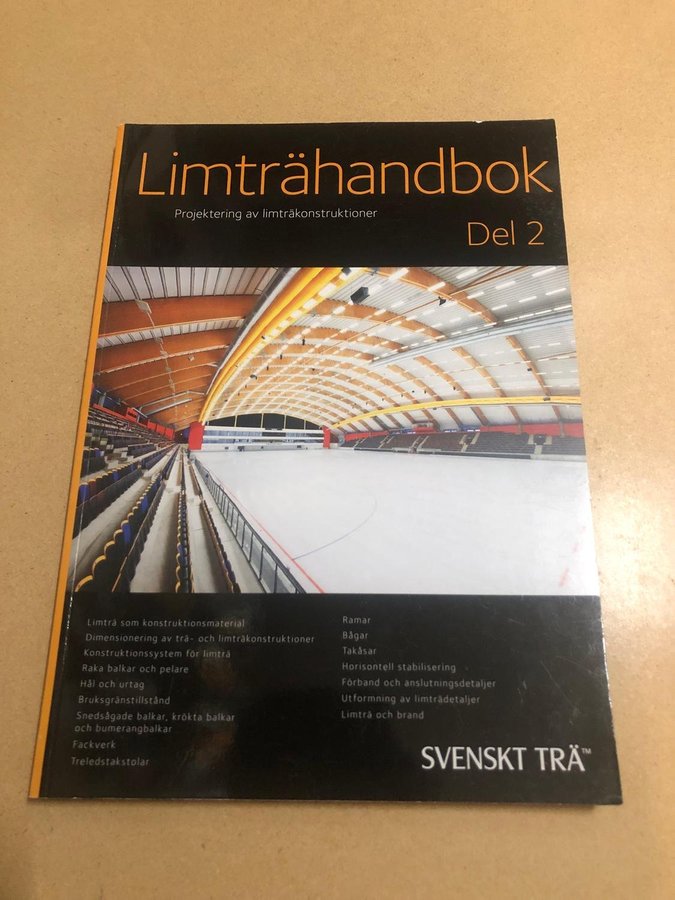 Limträhandbok
Projektering av limträkonstruktioner
Del 2
Limträ som konstruktionsmaterial
Dimensionering av trä- och limträkonstruktioner
Konstruktionssystem för limträ
Raka balkar och pelare
Hål och urtag
Bruksgränstillstånd
Snedsågade balkar, krökta balkar
och bumerangbalkar
Fackverk
Treledstakstolar
Ramar
Bågar
Takåsar
Horisontell stabilisering
Förband och anslutningsdetaljer
Utformning av limträdetaljer
Limträ och brand
SVENSKT TRÄ™